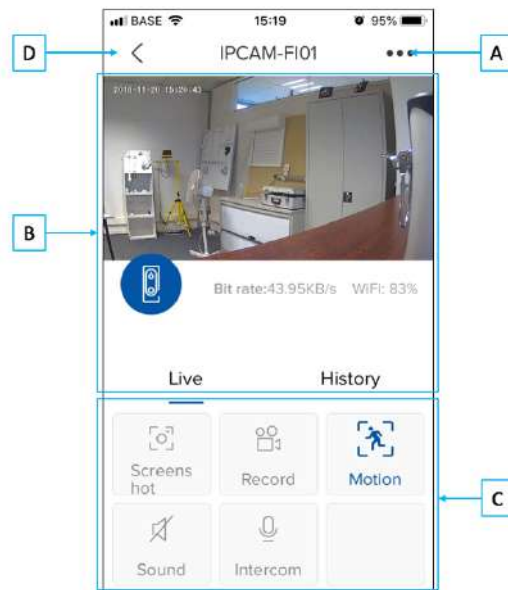 BASE 15:19 95%
D IPCAM-FI01 A
2018-11-20 15:20:43
B
Bit rate:43.95KB/s WiFi: 83%
Live History
Screens
hot Record Motion
C
Sound Intercom